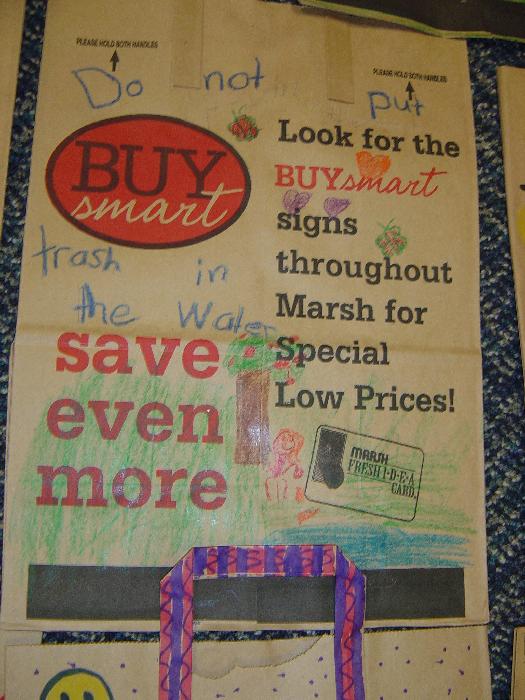 PLEASE HOLD BOTH HANDLES
PLEASE HOLD BOTH HANDLES
Do not put
BUY
smart
trash in
the Water
save
even
more
Look for the
BUYsmart
signs
throughout
Marsh for
Special
Low Prices!
MARSH
FRESH I-D-E-A
CARD